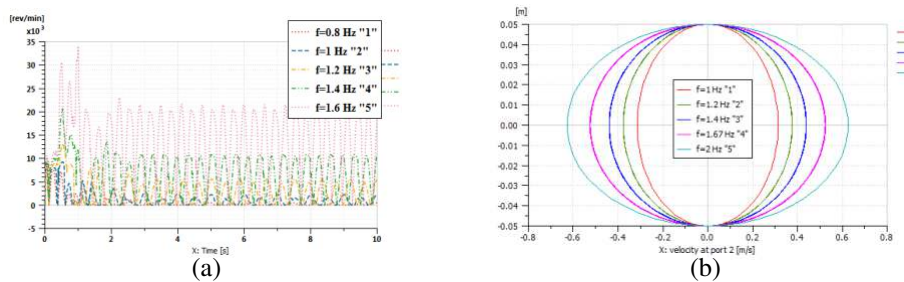 [rev/min]
x10³
35
30
25
20
15
10
5
0
-5
0
2
4
6
8
10
X: Time [s]
f=0.8 Hz "1"
f=1 Hz "2"
f=1.2 Hz "3"
f=1.4 Hz "4"
f=1.6 Hz "5"
(a)
[m]
0.05
0.04
0.03
0.02
0.01
0.00
-0.01
-0.02
-0.03
-0.04
-0.05
-0.8
-0.6
-0.4
-0.2
0.0
0.2
0.4
0.6
0.8
X: velocity at port 2 [m/s]
f=1 Hz "1"
f=1.2 Hz "2"
f=1.4 Hz "3"
f=1.67 Hz "4"
f=2 Hz "5"
(b)